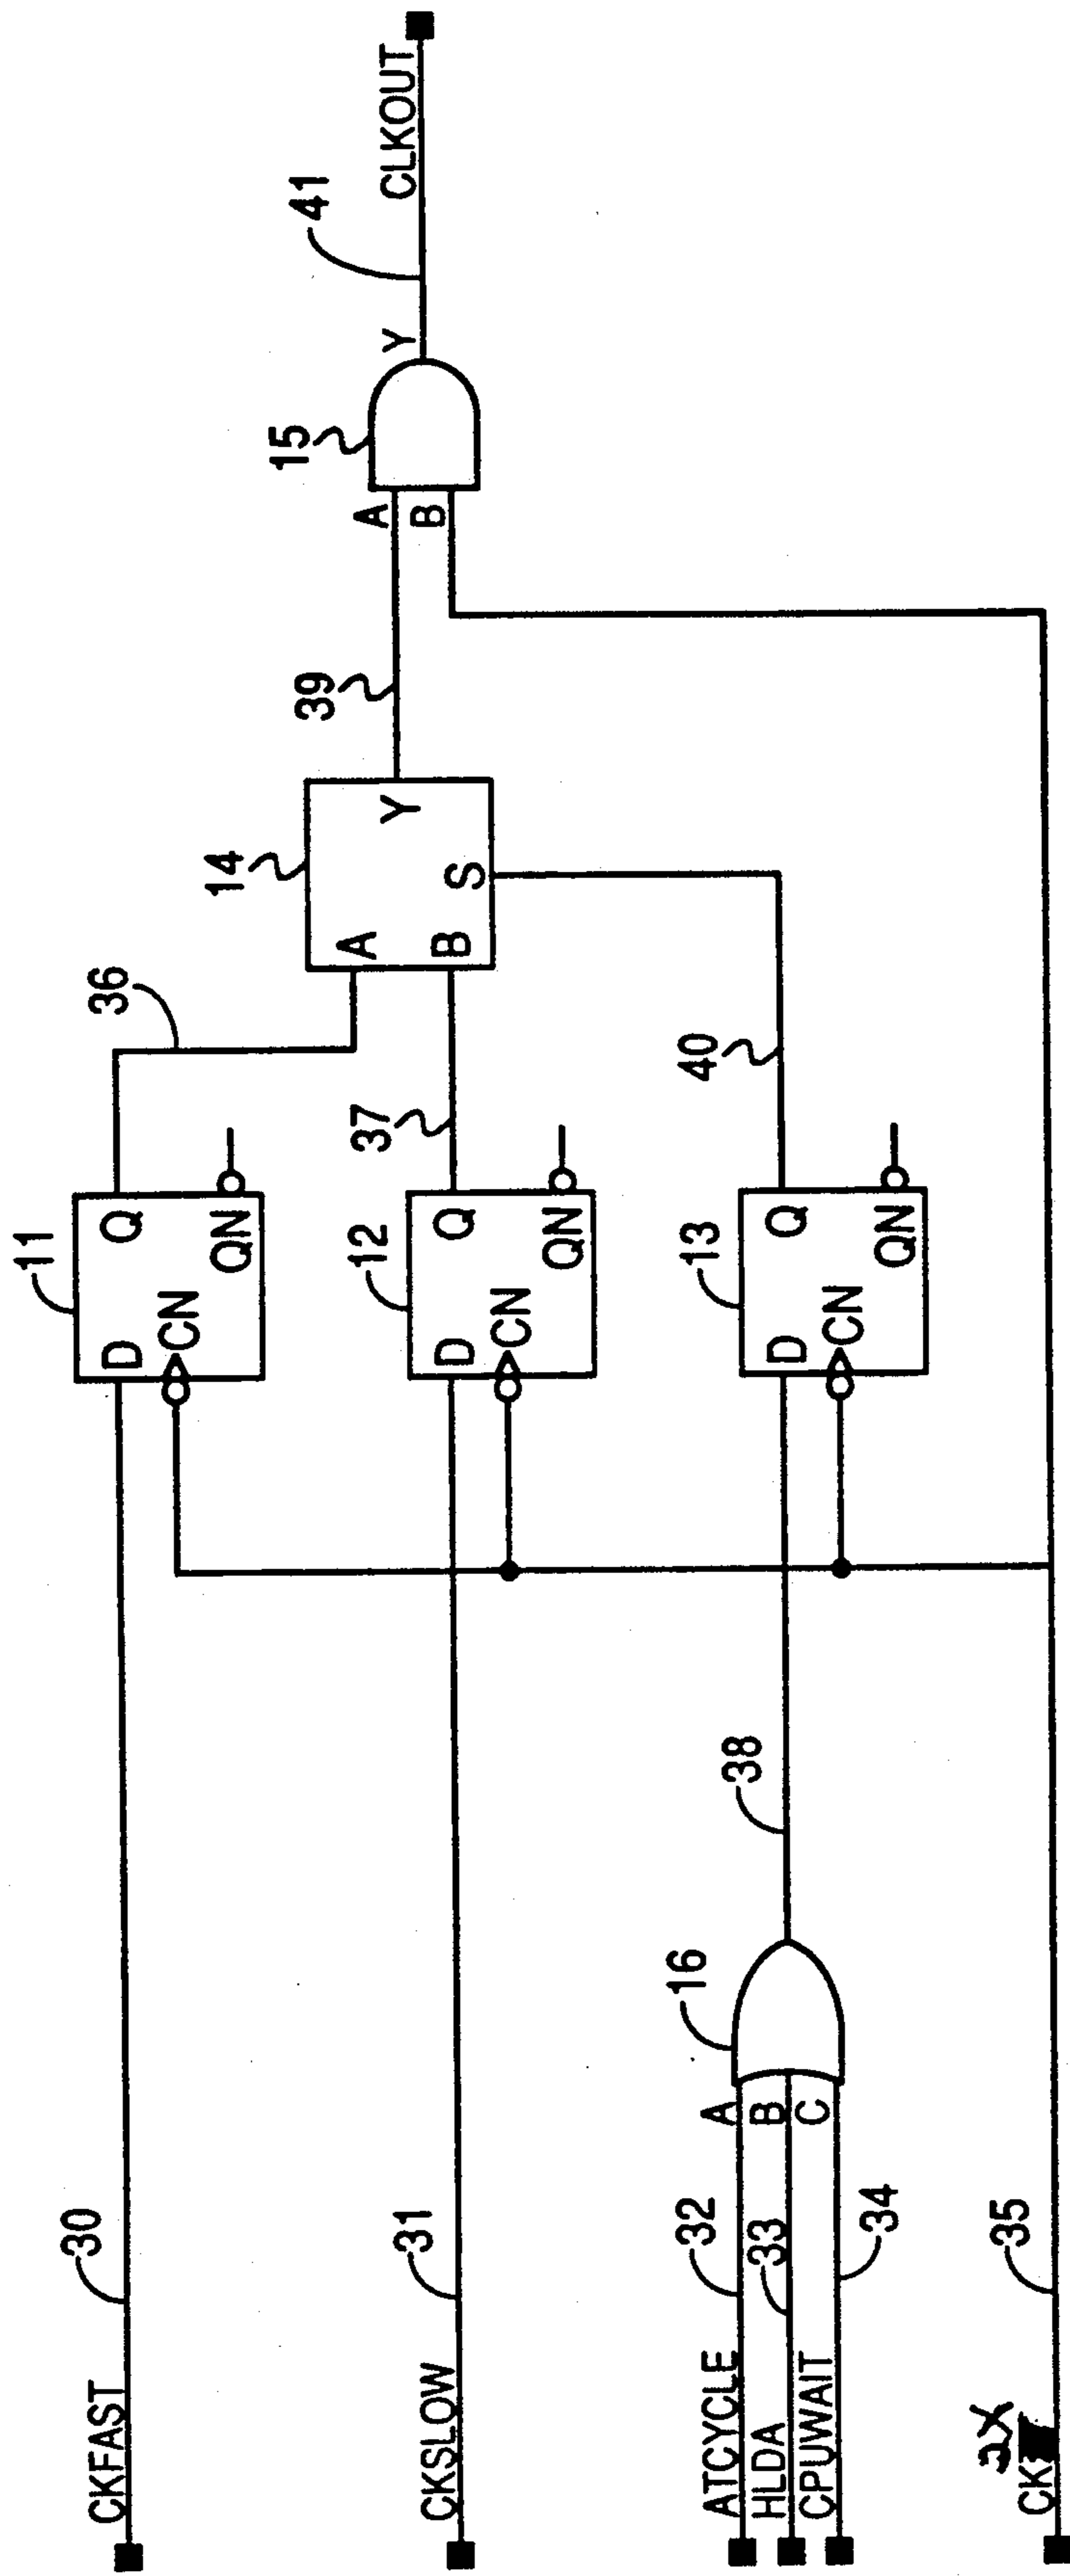 CKFAST
30
11
D
Q
CN
QN
36
CKSLOW
31
12
D
Q
CN
QN
37
14
A
B
Y
S
39
15
A
B
Y
41
CLKOUT
ATCYCLE
HLDA
CPUWAIT
32
33
34
A
B
C
16
38
13
D
Q
CN
QN
40
CK
2X
35